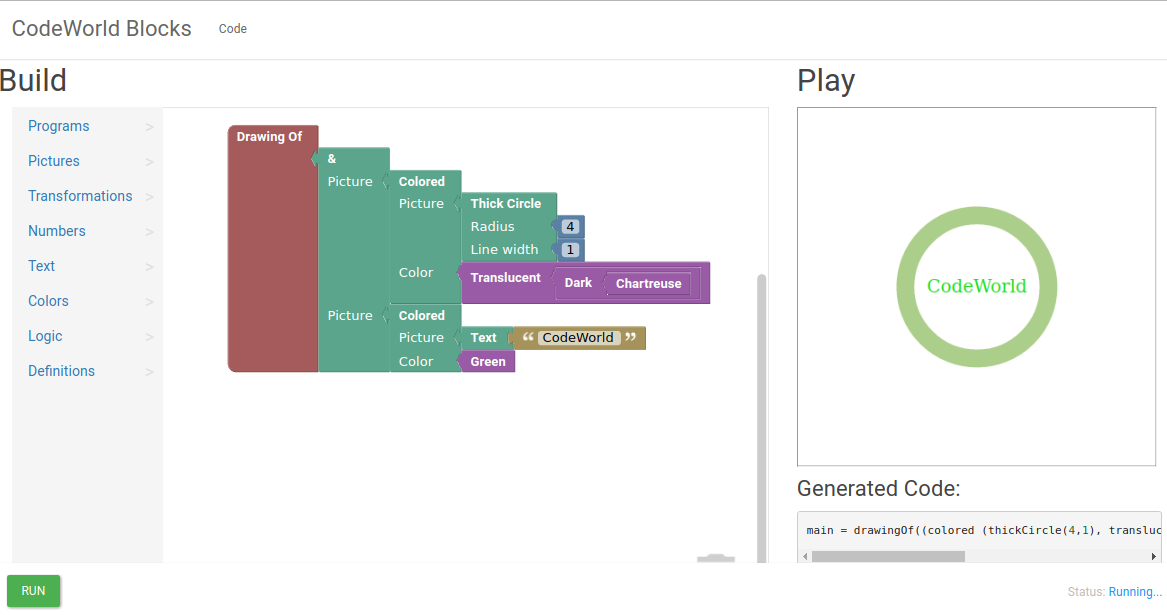 CodeWorld Blocks Code
Build
Programs >
Pictures >
Transformations >
Numbers >
Text >
Colors >
Logic >
Definitions >
Drawing Of
&
Picture Colored
Picture Thick Circle
Radius 4
Line width 1
Color Translucent Dark Chartreuse
Picture Colored
Picture Text “ CodeWorld ”
Color Green
Play
CodeWorld
Generated Code:
main = drawingOf((colored (thickCircle(4,1), transluc
RUN
Status: Running...